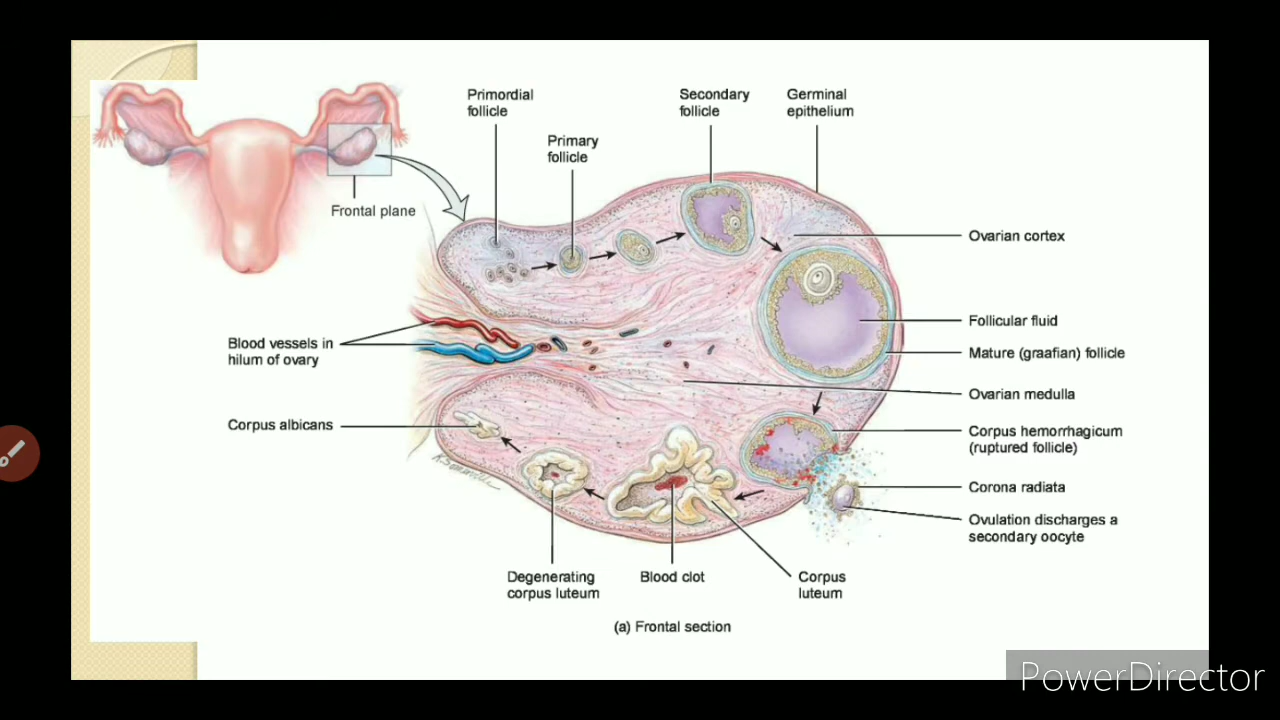 Primordial
follicle
Primary
follicle
Secondary
follicle
Germinal
epithelium
Frontal plane
Ovarian cortex
Follicular fluid
Mature (graafian) follicle
Ovarian medulla
Corpus hemorrhagicum
(ruptured follicle)
Corona radiata
Ovulation discharges a
secondary oocyte
Blood vessels in
hilum of ovary
Corpus albicans
Degenerating
corpus luteum
Blood clot
Corpus
luteum
(a) Frontal section
PowerDirector